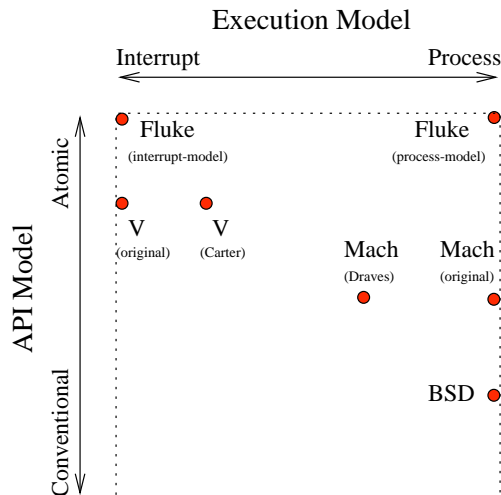 Execution Model
Interrupt Process
Fluke Fluke
(interrupt-model) (process-model)
Atomic
V V
(original) (Carter)
Mach Mach
(Draves) (original)
API Model
BSD
Conventional